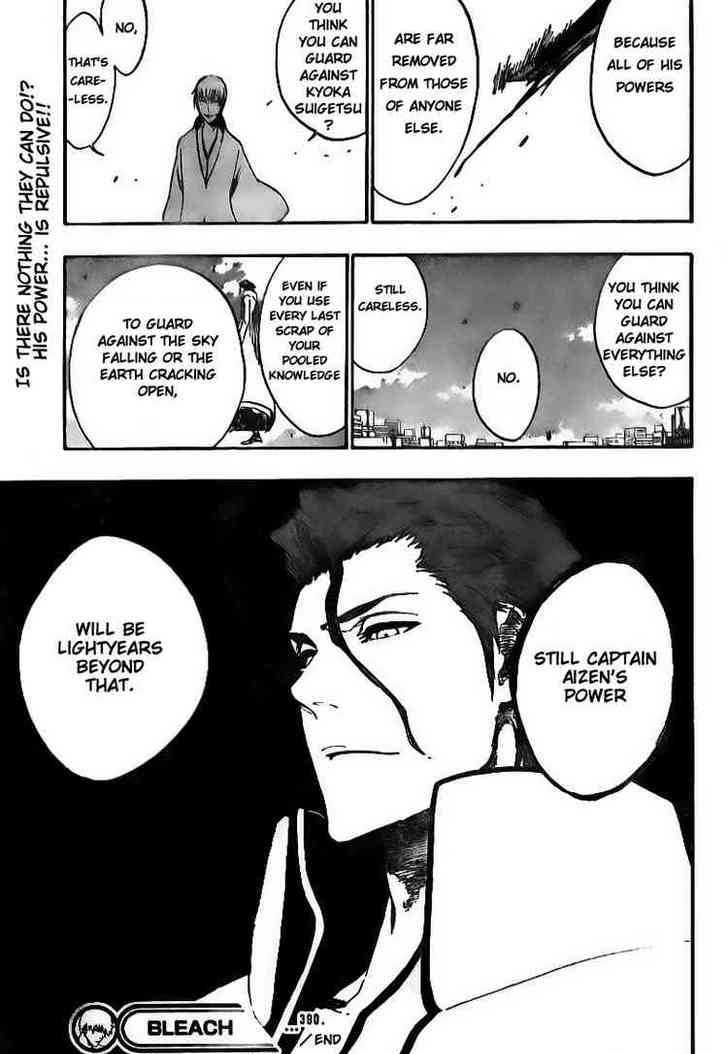 BECAUSE
ALL OF HIS
POWERS
ARE FAR
REMOVED
FROM THOSE
OF ANYONE
ELSE.
YOU
THINK
YOU CAN
GUARD
AGAINST
KYOKA
SUIGETSU
?
NO,
THAT'S
CARE-
-LESS.
IS THERE NOTHING THEY CAN DO!?
HIS POWER... IS REPULSIVE!!
YOU THINK
YOU CAN
GUARD
AGAINST
EVERYTHING
ELSE?
NO.
STILL
CARELESS.
EVEN IF
YOU USE
EVERY LAST
SCRAP OF
YOUR
POOLED
KNOWLEDGE
TO GUARD
AGAINST THE SKY
FALLING OR THE
EARTH CRACKING
OPEN,
STILL CAPTAIN
AIZEN'S
POWER
WILL BE
LIGHTYEARS
BEYOND
THAT.
BLEACH
...380.
/END